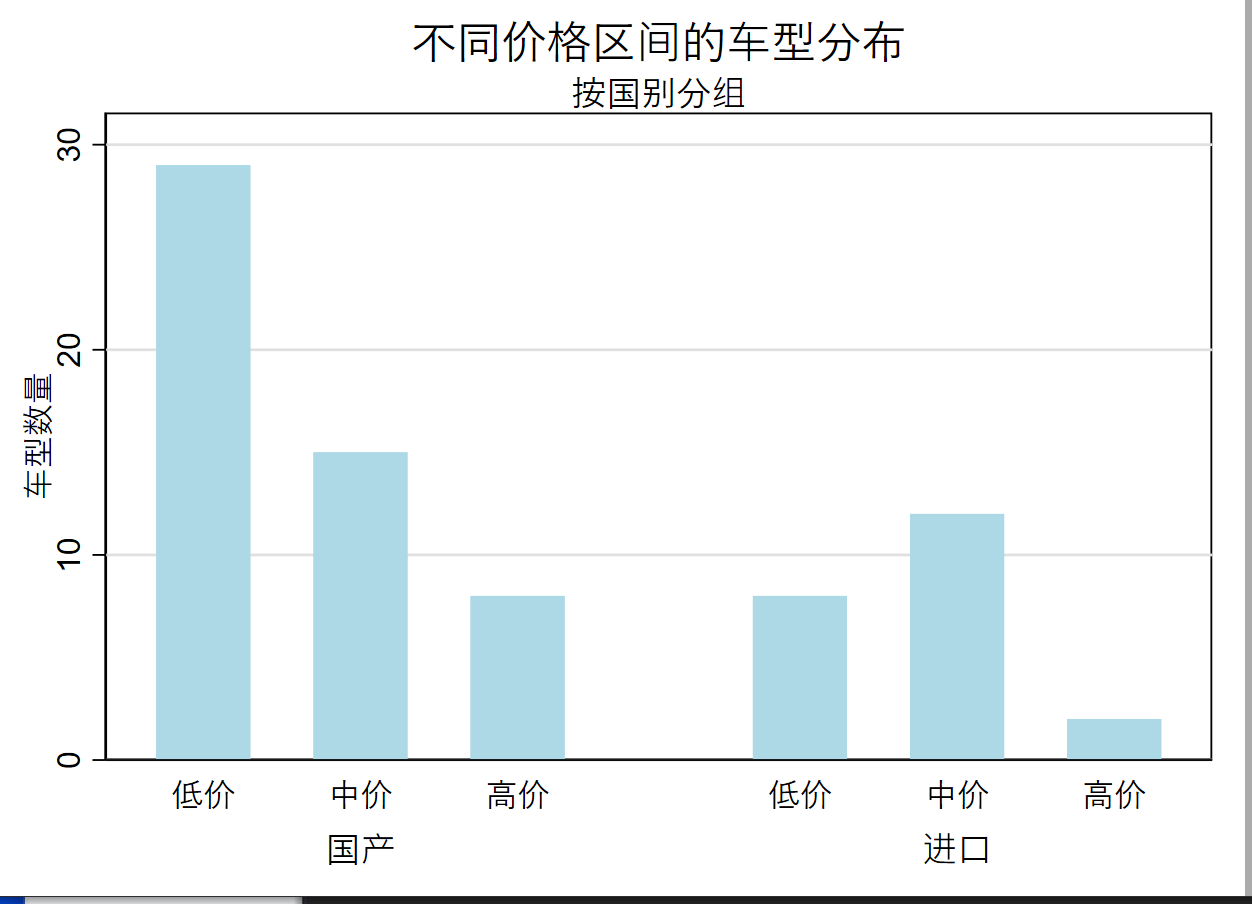 不同价格区间的车型分布
按国别分组
车型数量
30
20
10
0
低价 中价 高价 低价 中价 高价
国产 进口